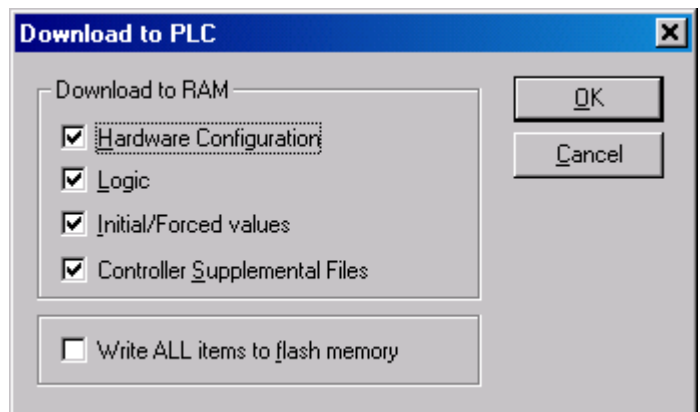 Download to PLC
Download to RAM
OK
Hardware Configuration
Cancel
Logic
Initial/Forced values
Controller Supplemental Files
Write ALL items to flash memory